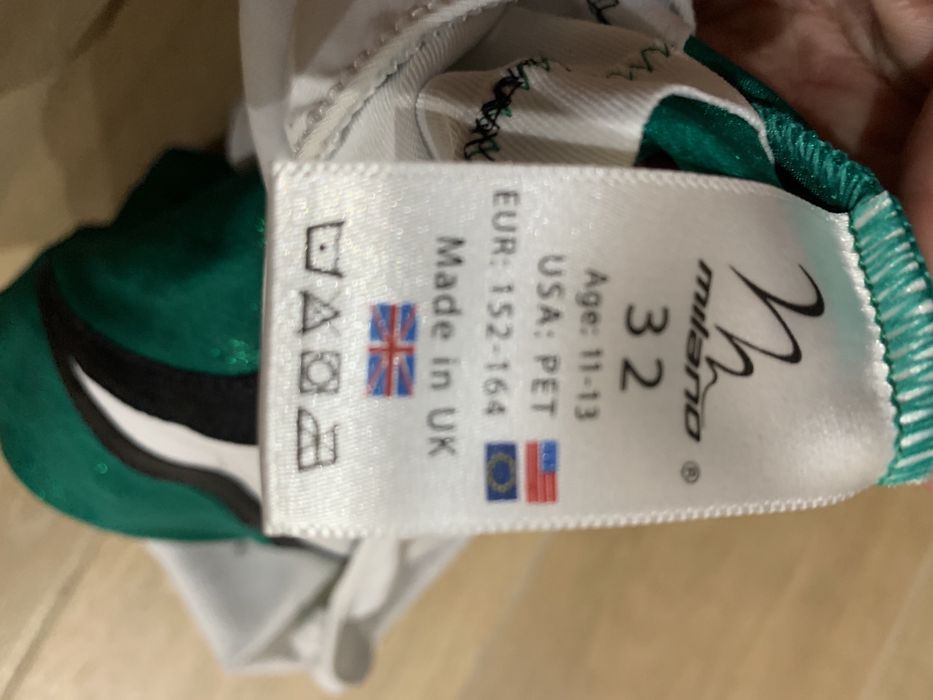 milano ®
32
Age: 11-13
USA: PET
EUR: 152-164
Made in UK